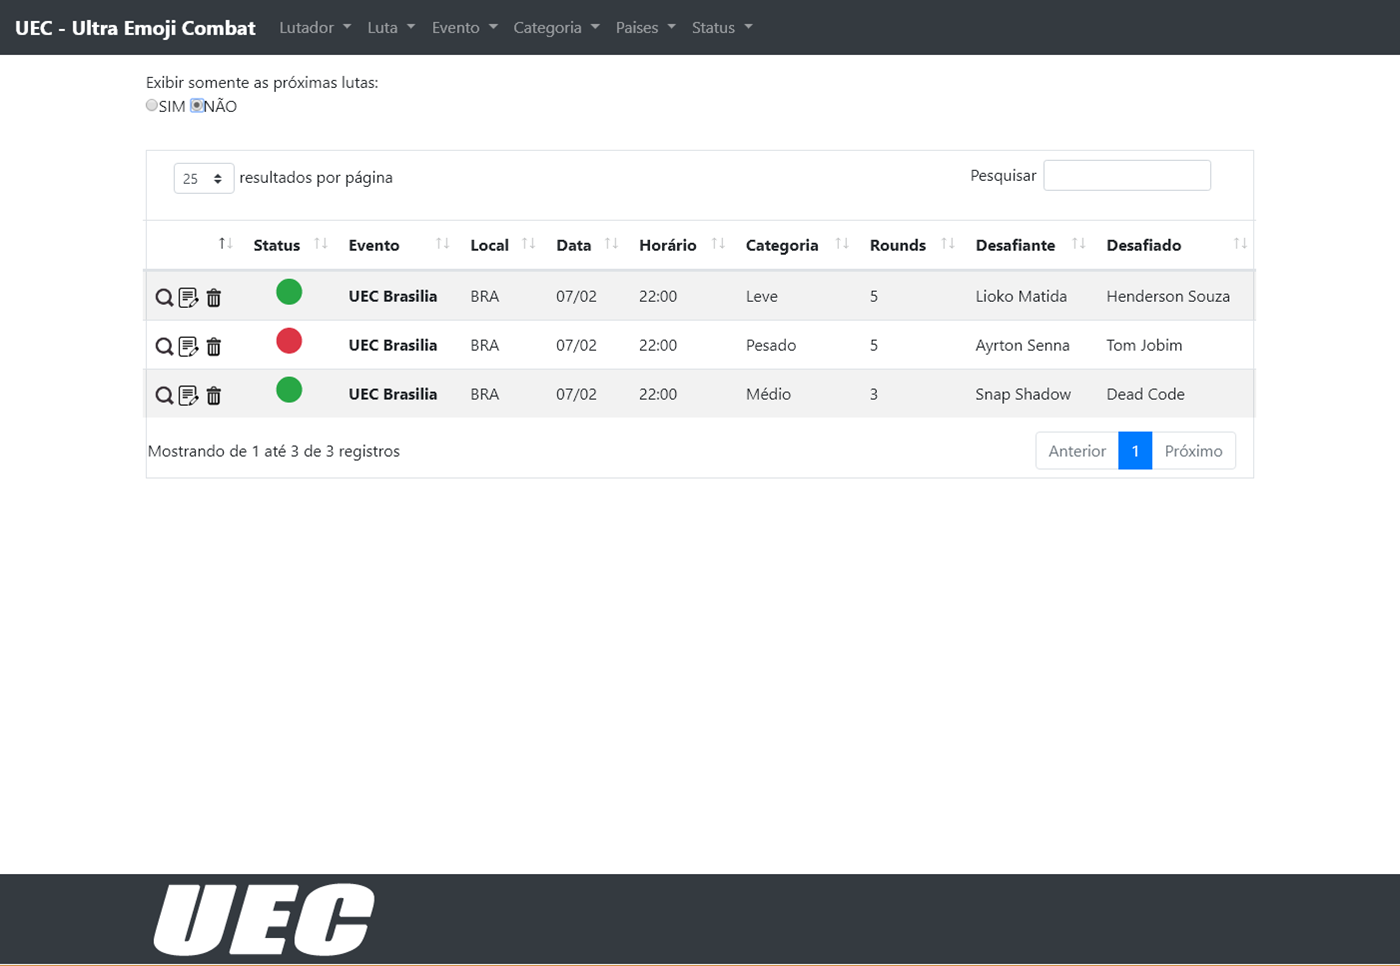 UEC - Ultra Emoji Combat Lutador Luta Evento Categoria Paises Status
Exibir somente as próximas lutas:
SIM NÃO
25 resultados por página Pesquisar
Status Evento Local Data Horário Categoria Rounds Desafiante Desafiado
UEC Brasilia BRA 07/02 22:00 Leve 5 Lioko Matida Henderson Souza
UEC Brasilia BRA 07/02 22:00 Pesado 5 Ayrton Senna Tom Jobim
UEC Brasilia BRA 07/02 22:00 Médio 3 Snap Shadow Dead Code
Mostrando de 1 até 3 de 3 registros Anterior 1 Próximo
UEC